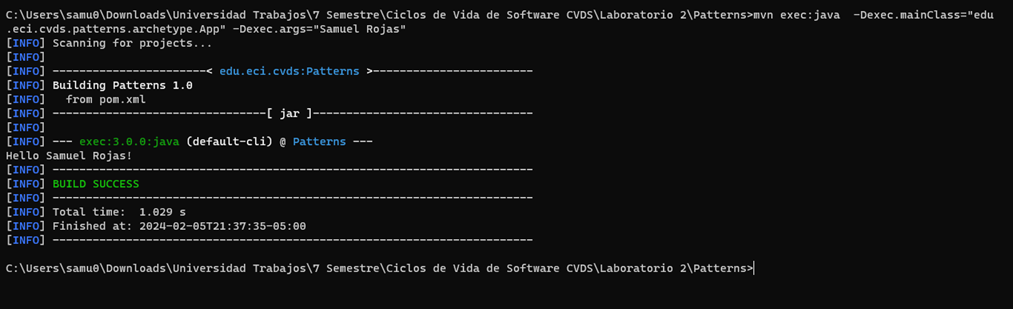 C:\Users\samu0\Downloads\Universidad Trabajos\7 Semestre\Ciclos de Vida de Software CVDS\Laboratorio 2\Patterns>mvn exec:java  -Dexec.mainClass="edu
.eci.cvds.patterns.archetype.App" -Dexec.args="Samuel Rojas"
[INFO] Scanning for projects...
[INFO]
[INFO] -----------------------< edu.eci.cvds:Patterns >------------------------
[INFO] Building Patterns 1.0
[INFO]   from pom.xml
[INFO] --------------------------------[ jar ]---------------------------------
[INFO]
[INFO] --- exec:3.0.0:java (default-cli) @ Patterns ---
Hello Samuel Rojas!
[INFO] ------------------------------------------------------------------------
[INFO] BUILD SUCCESS
[INFO] ------------------------------------------------------------------------
[INFO] Total time:  1.029 s
[INFO] Finished at: 2024-02-05T21:37:35-05:00
[INFO] ------------------------------------------------------------------------
C:\Users\samu0\Downloads\Universidad Trabajos\7 Semestre\Ciclos de Vida de Software CVDS\Laboratorio 2\Patterns>